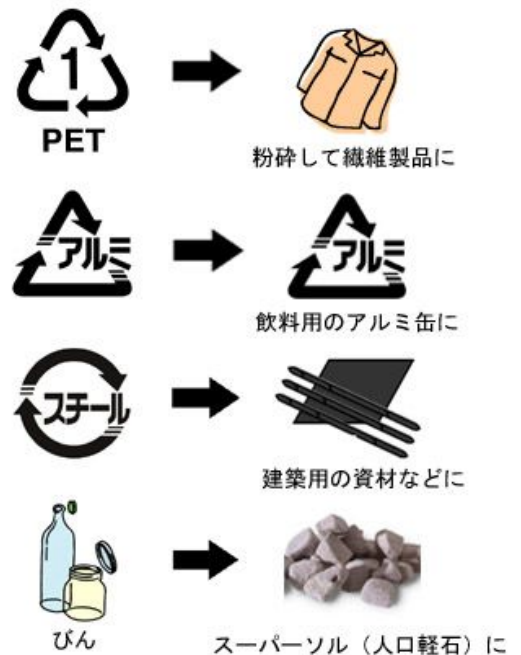 1
PET
粉砕して繊維製品に
アルミ
アルミ
飲料用のアルミ缶に
スチール
建築用の資材などに
びん
スーパーソル（人口軽石）に